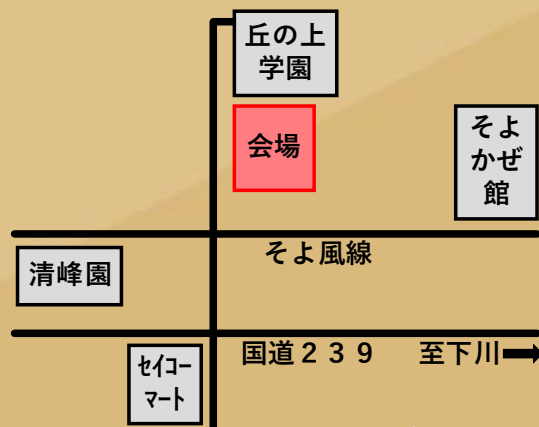 丘の上
学園
会場
そよ
かぜ
館
そよ風線
清峰園
国道２３９
至下川
ｾｲｺｰ
ﾏｰﾄ